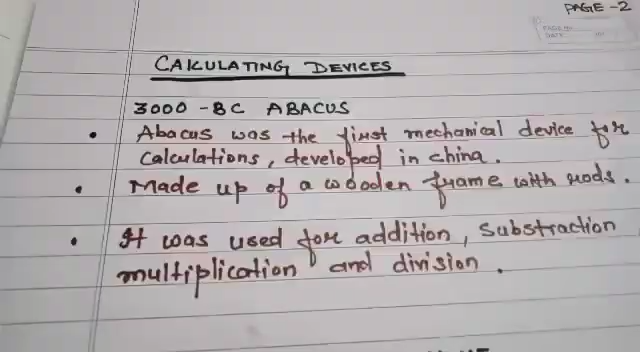 PAGE - 2
CALCULATING DEVICES
3000 - BC ABACUS
• Abacus was the first mechanical device for
calculations, developed in china.
• Made up of a wooden frame with rods.
• It was used for addition, substraction
multiplication and division.